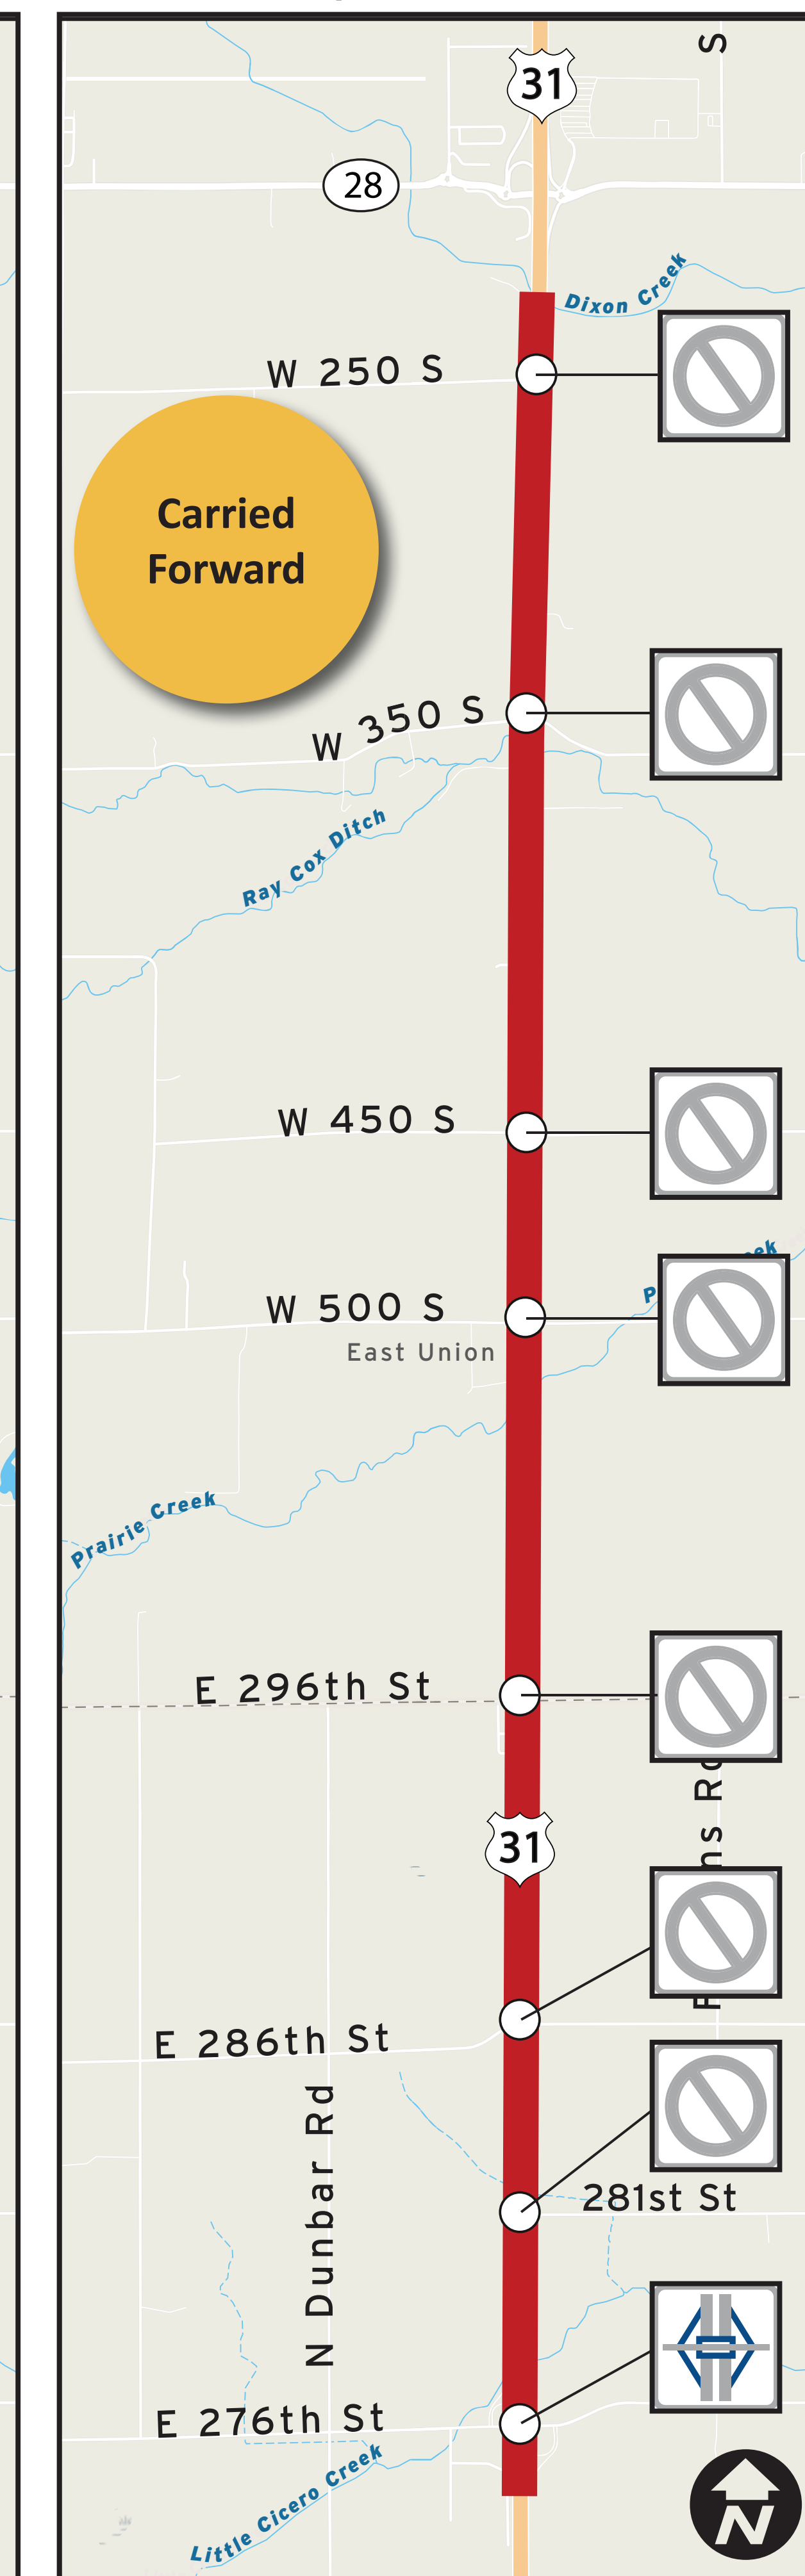 S
31
28
Dixon Creek
W 250 S
Carried
Forward
W 350 S
Ray Cox Ditch
W 450 S
W 500 S
East Union
Prairie Creek
E 296th St
31
E 286th St
N Dunbar Rd
281st St
E 276th St
Little Cicero Creek
N